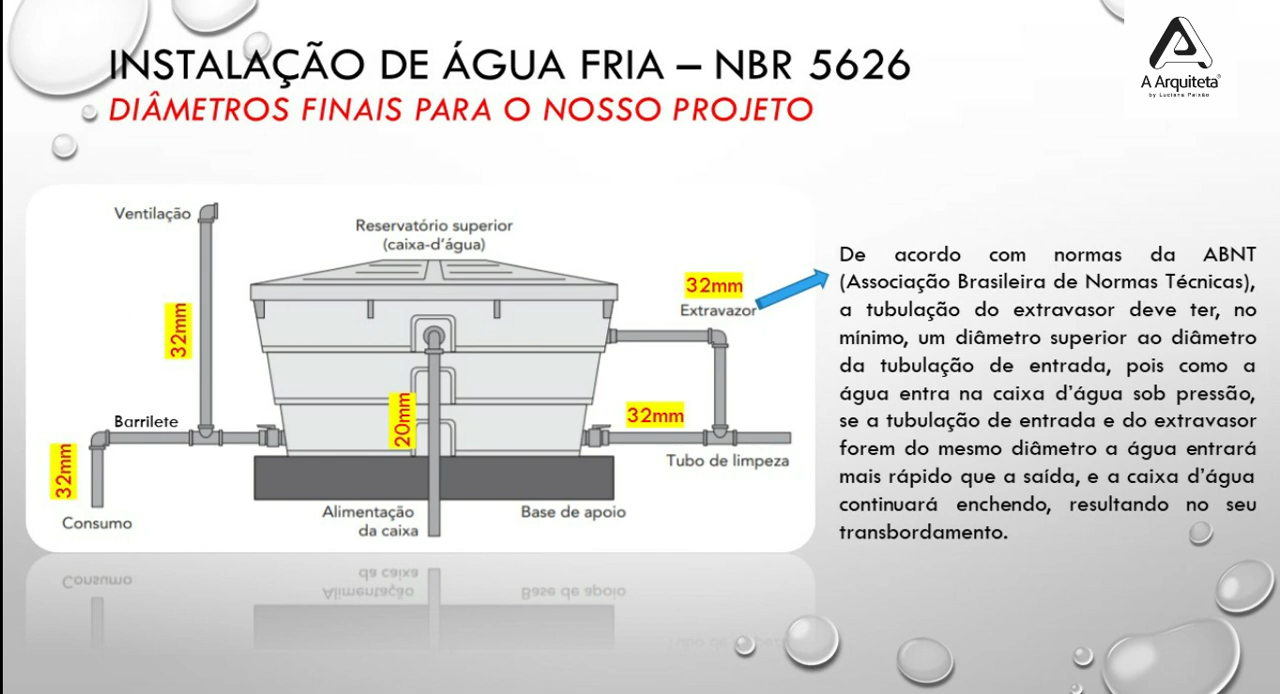 INSTALAÇÃO DE ÁGUA FRIA – NBR 5626
DIÂMETROS FINAIS PARA O NOSSO PROJETO
A Arquiteta®
by Luciana Paixão
Ventilação
Reservatório superior
(caixa-d'água)
32mm
Extravazor
32mm
20mm
32mm
Barrilete
32mm
Tubo de limpeza
Consumo
Alimentação
da caixa
Base de apoio
De acordo com normas da ABNT
(Associação Brasileira de Normas Técnicas),
a tubulação do extravasor deve ter, no
mínimo, um diâmetro superior ao diâmetro
da tubulação de entrada, pois como a
água entra na caixa d'água sob pressão,
se a tubulação de entrada e do extravasor
forem do mesmo diâmetro a água entrará
mais rápido que a saída, e a caixa d'água
continuará enchendo, resultando no seu
transbordamento.